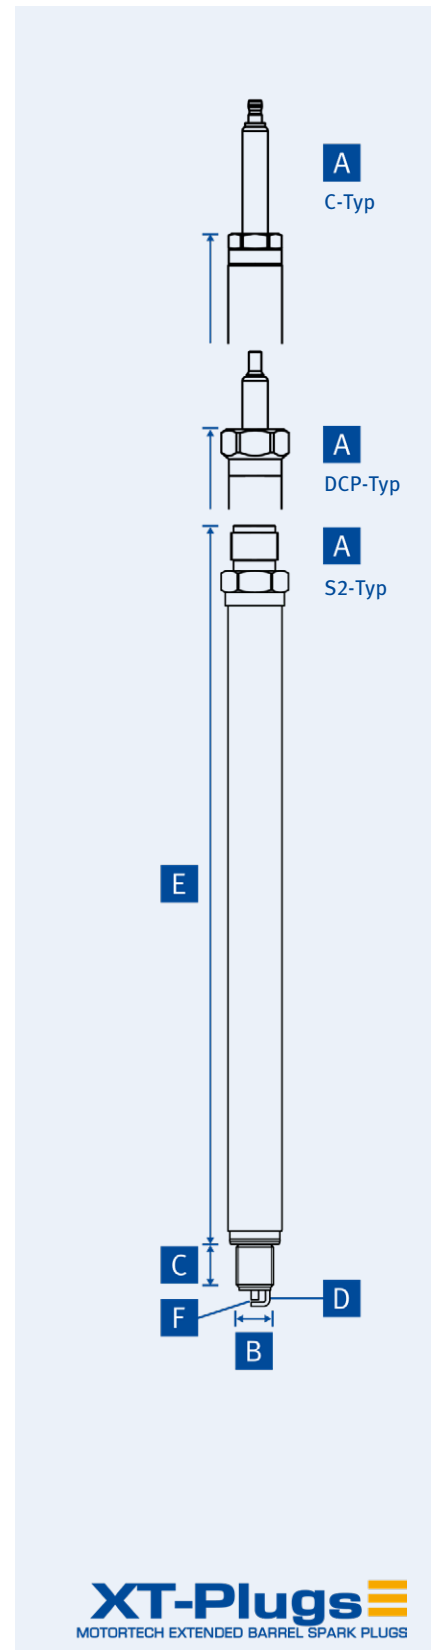 A
C-Typ
A
DCP-Typ
A
S2-Typ
E
C
D
F
B
XT-Plugs
MOTORTECH EXTENDED BARREL SPARK PLUGS